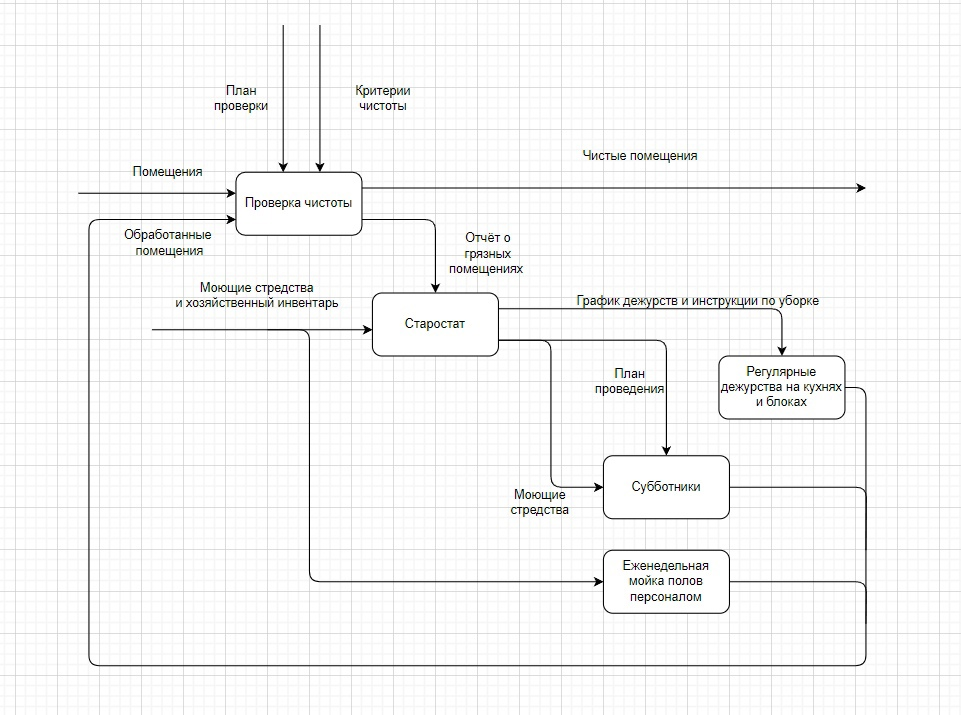 План
проверки
Критерии
чистоты
Чистые помещения
Помещения
Проверка чистоты
Обработанные
помещения
Отчёт о
грязных
помещениях
Моющие стредства
и хозяйственный инвентарь
Старостат
График дежурств и инструкции по уборке
План
проведения
Регулярные
дежурства на кухнях
и блоках
Моющие
стредства
Субботники
Еженедельная
мойка полов
персоналом